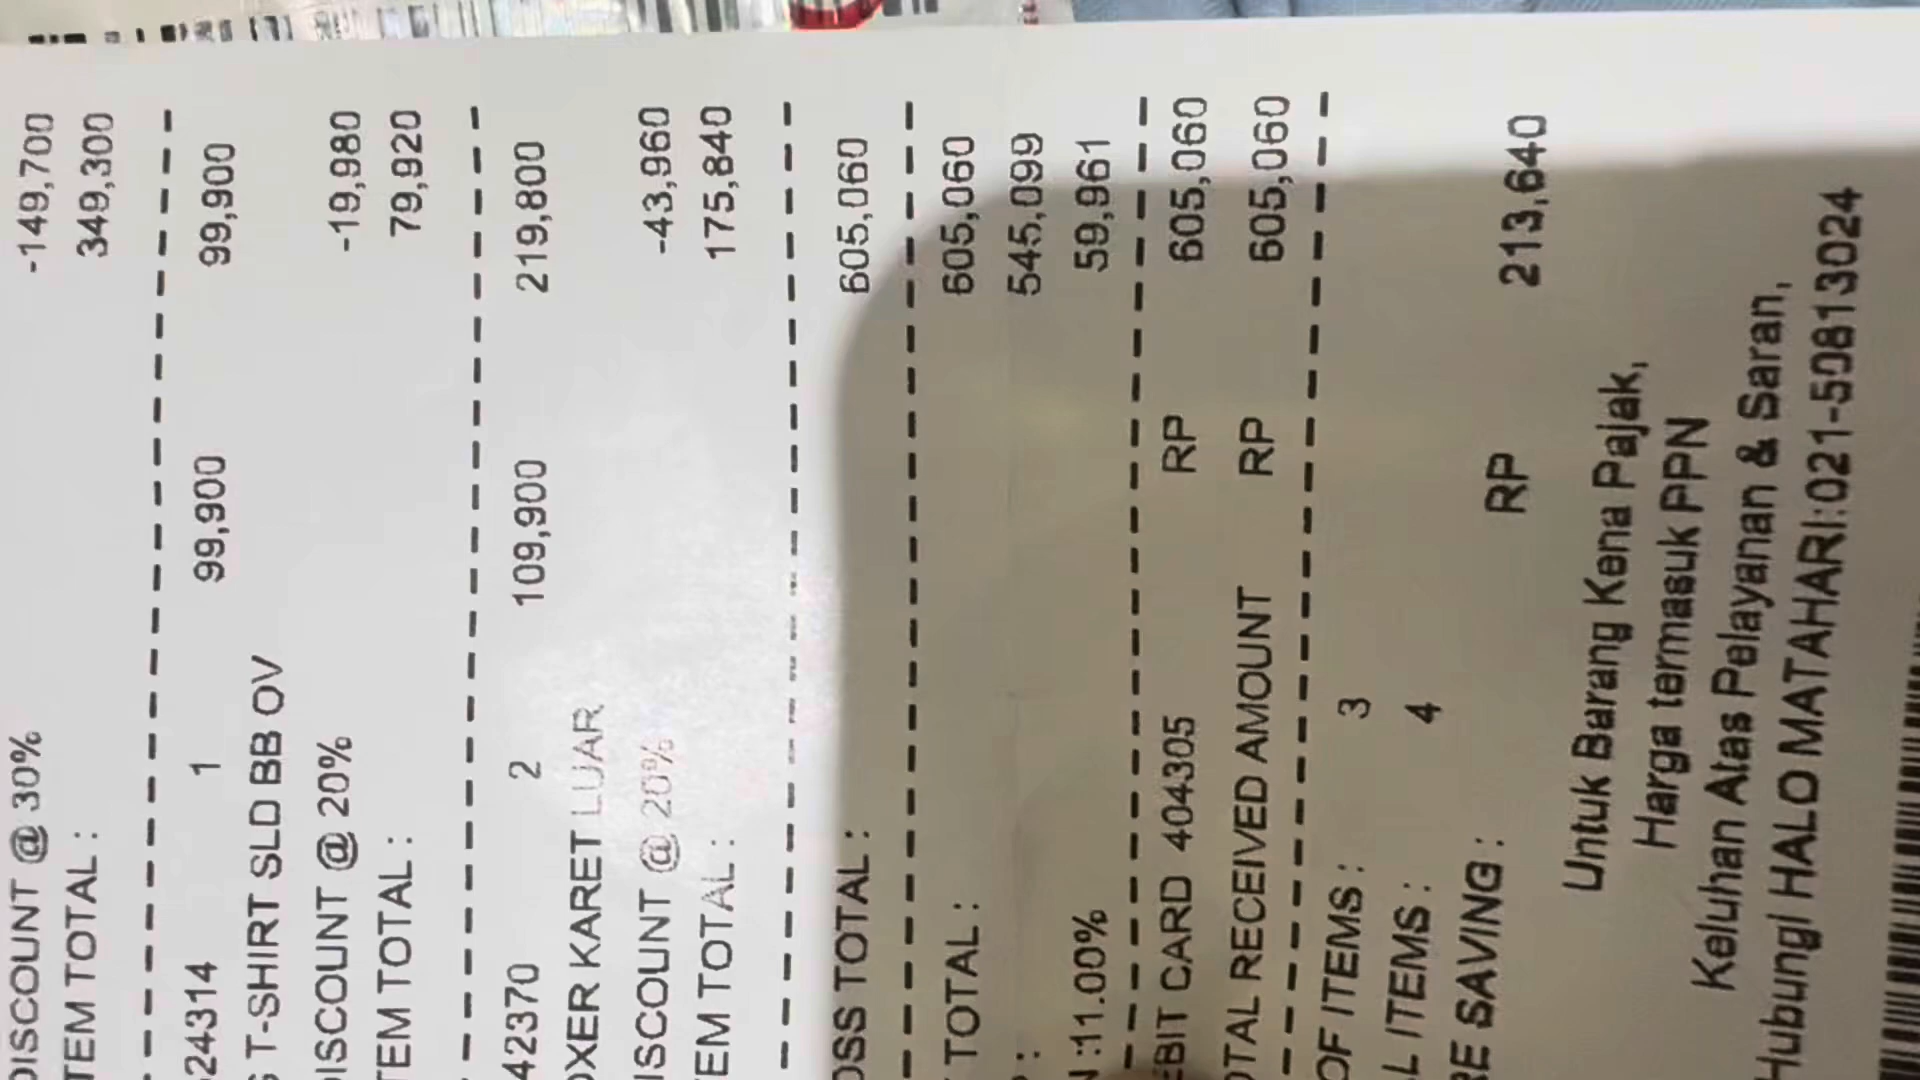 DISCOUNT @ 30% -149,700
TEM TOTAL : 349,300
24314 1 99,900 99,900
T-SHIRT SLD BB OV
DISCOUNT @ 20% -19,980
TEM TOTAL : 79,920
42370 2 109,900 219,800
OXER KARET LUAR
ISCOUNT @ 20% -43,960
TEM TOTAL : 175,840
OSS TOTAL : 605,060
TOTAL : 605,060
: 545,099
N :11.00% 59,961
EBIT CARD 404305 RP 605,060
OTAL RECEIVED AMOUNT RP 605,060
OF ITEMS : 3
L ITEMS : 4
RE SAVING : RP 213,640
Untuk Barang Kena Pajak,
Harga termasuk PPN
Keluhan Atas Pelayanan & Saran,
Hubungi HALO MATAHARI:021-50813024